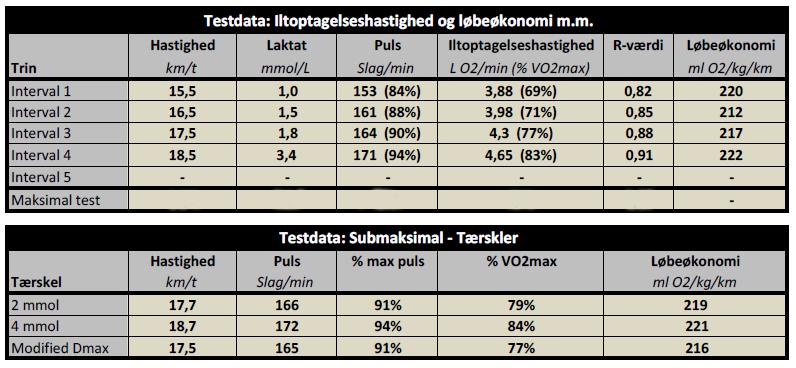 Testdata: Iltoptagelseshastighed og løbeøkonomi m.m.
Hastighed Laktat Puls Iltoptagelseshastighed R-værdi Løbeøkonomi
Trin km/t mmol/L Slag/min L O2/min (% VO2max) ml O2/kg/km
Interval 1 15,5 1,0 153 (84%) 3,88 (69%) 0,82 220
Interval 2 16,5 1,5 161 (88%) 3,98 (71%) 0,85 212
Interval 3 17,5 1,8 164 (90%) 4,3 (77%) 0,88 217
Interval 4 18,5 3,4 171 (94%) 4,65 (83%) 0,91 222
Interval 5 - - - - - -
Maksimal test -
Testdata: Submaksimal - Tærskler
Hastighed Puls % max puls % VO2max Løbeøkonomi
Tærskel km/t Slag/min ml O2/kg/km
2 mmol 17,7 166 91% 79% 219
4 mmol 18,7 172 94% 84% 221
Modified Dmax 17,5 165 91% 77% 216